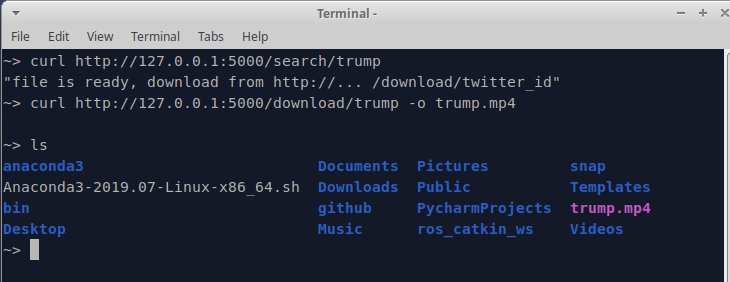 Terminal -
File Edit View Terminal Tabs Help
~> curl http://127.0.0.1:5000/search/trump
"file is ready, download from http://... /download/twitter_id"
~> curl http://127.0.0.1:5000/download/trump -o trump.mp4
~> ls
anaconda3 Documents Pictures snap
Anaconda3-2019.07-Linux-x86_64.sh Downloads Public Templates
bin github PycharmProjects trump.mp4
Desktop Music ros_catkin_ws Videos
~>